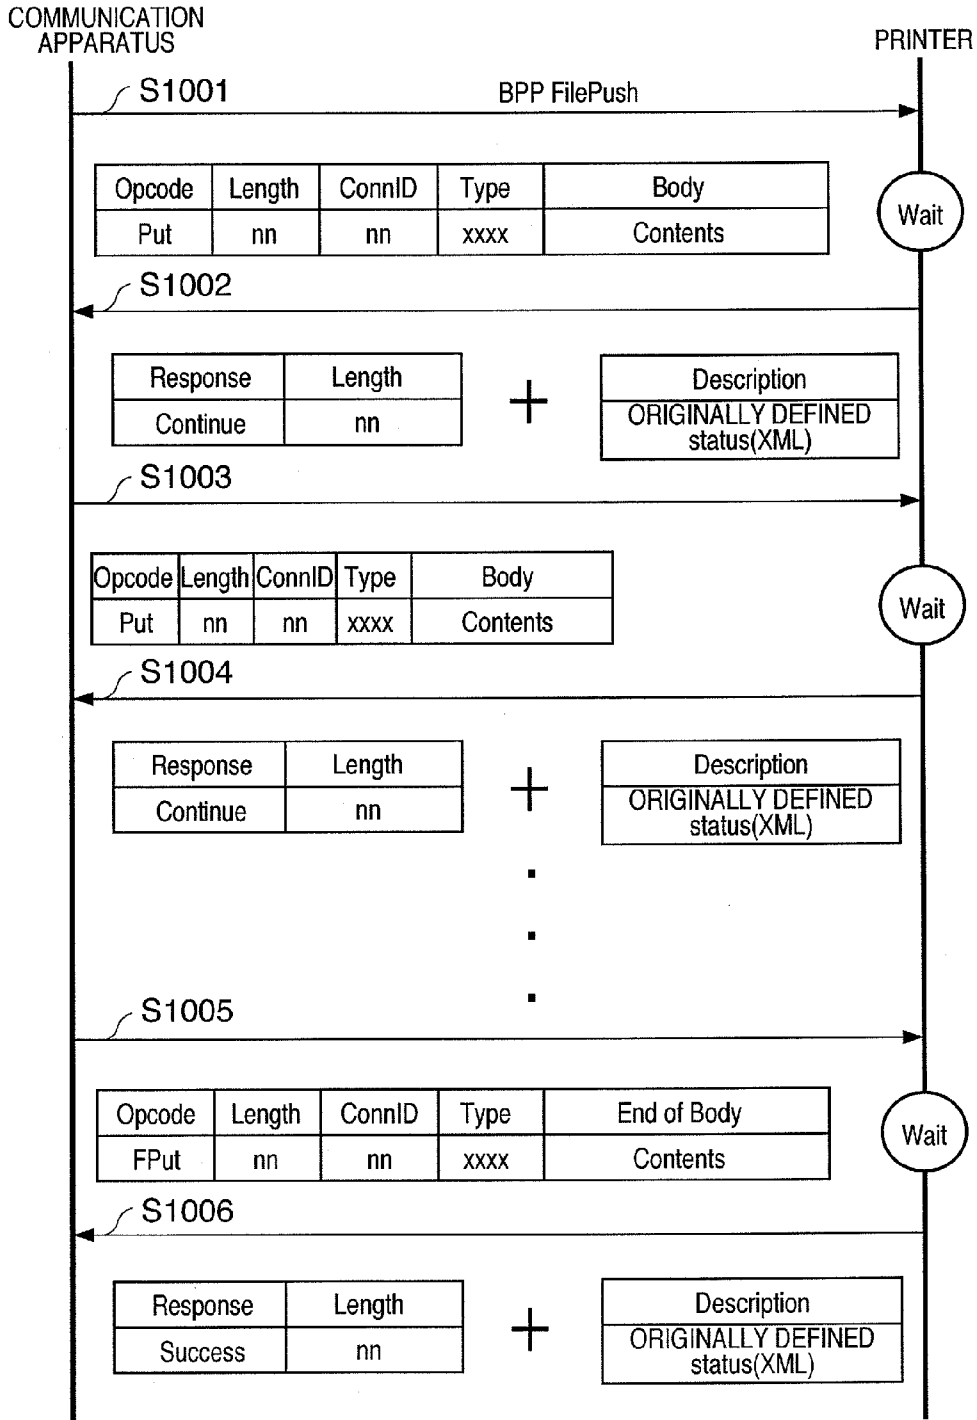 COMMUNICATION
APPARATUS
PRINTER
S1001
BPP FilePush
Opcode Length ConnID Type Body
Put nn nn xxxx Contents
Wait
S1002
Response Length
Continue nn
+
Description
ORIGINALLY DEFINED
status(XML)
S1003
Opcode Length ConnID Type Body
Put nn nn xxxx Contents
Wait
S1004
Response Length
Continue nn
+
Description
ORIGINALLY DEFINED
status(XML)
.
.
.
S1005
Opcode Length ConnID Type End of Body
FPut nn nn xxxx Contents
Wait
S1006
Response Length
Success nn
+
Description
ORIGINALLY DEFINED
status(XML)